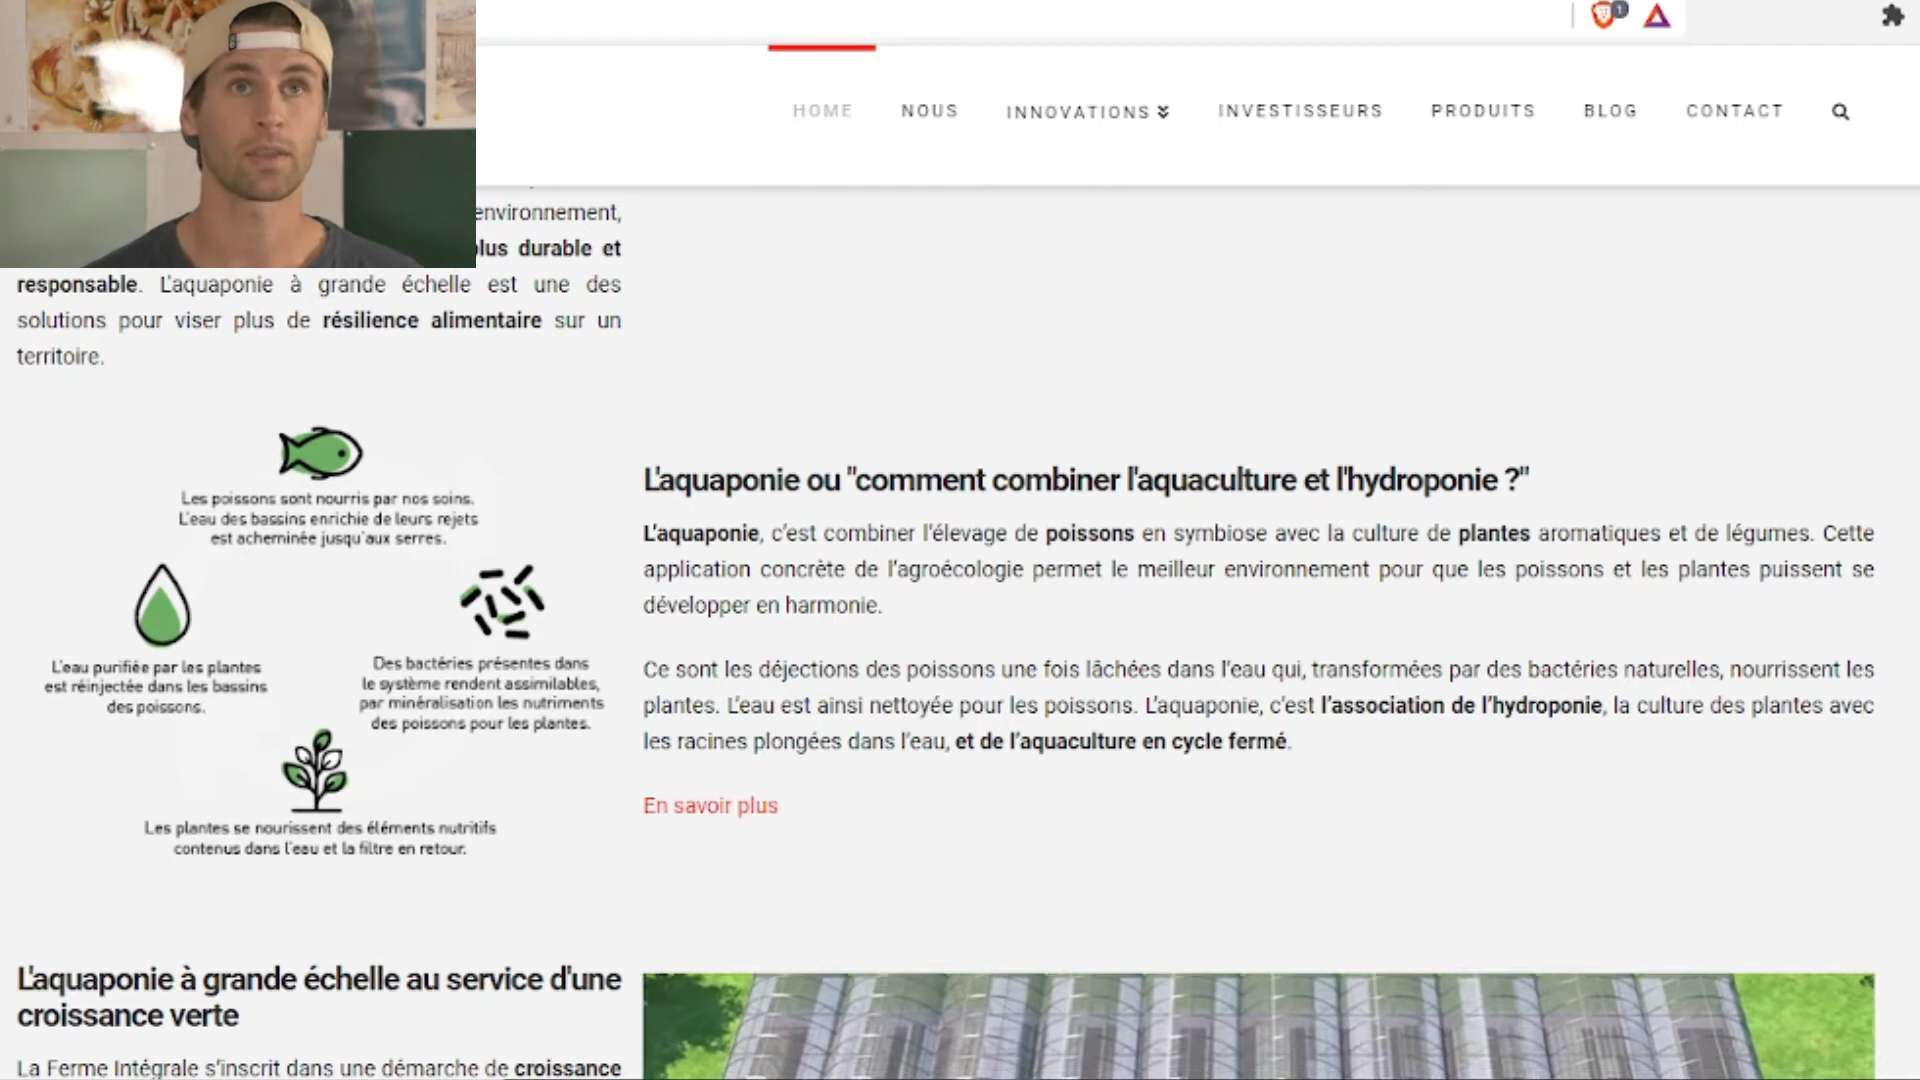 1
HOME NOUS INNOVATIONS INVESTISSEURS PRODUITS BLOG CONTACT
environnement,
plus durable et
responsable. L'aquaponie à grande échelle est une des
solutions pour viser plus de résilience alimentaire sur un
territoire.
Les poissons sont nourris par nos soins.
L'eau des bassins enrichie de leurs rejets
est acheminée jusqu'aux serres.
L'eau purifiée par les plantes
est réinjectée dans les bassins
des poissons.
Des bactéries présentes dans
le système rendent assimilables,
par minéralisation les nutriments
des poissons pour les plantes.
Les plantes se nourissent des éléments nutritifs
contenus dans l'eau et la filtre en retour.
L'aquaponie ou "comment combiner l'aquaculture et l'hydroponie ?"
L'aquaponie, c'est combiner l'élevage de poissons en symbiose avec la culture de plantes aromatiques et de légumes. Cette
application concrète de l'agroécologie permet le meilleur environnement pour que les poissons et les plantes puissent se
développer en harmonie.
Ce sont les déjections des poissons une fois lâchées dans l'eau qui, transformées par des bactéries naturelles, nourrissent les
plantes. L'eau est ainsi nettoyée pour les poissons. L'aquaponie, c'est l'association de l'hydroponie, la culture des plantes avec
les racines plongées dans l'eau, et de l'aquaculture en cycle fermé.
En savoir plus
L'aquaponie à grande échelle au service d'une
croissance verte
La Ferme Intégrale s'inscrit dans une démarche de croissance